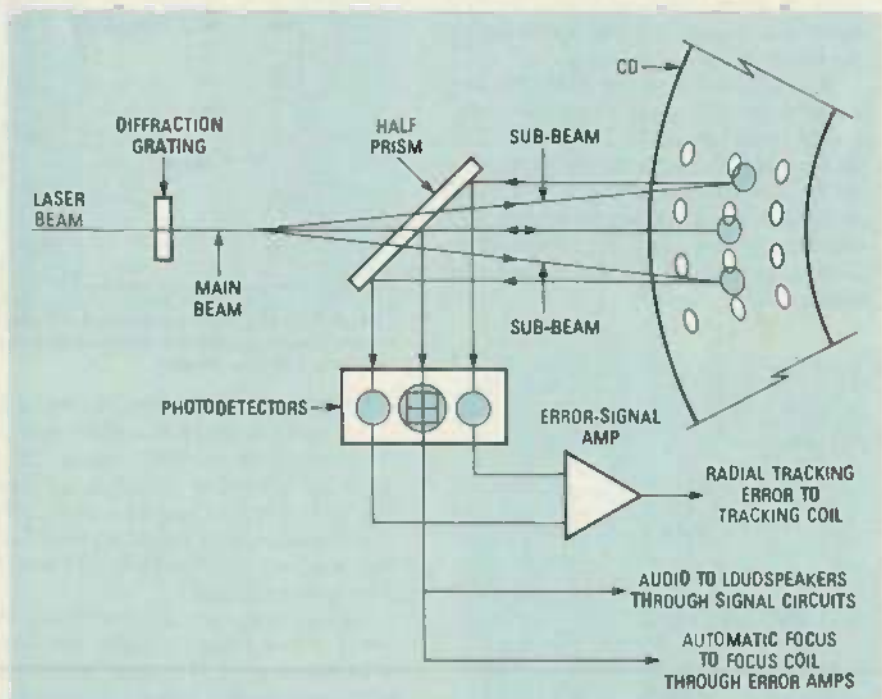 CD
DIFFRACTION
GRATING
HALF
PRISM
SUB-BEAM
LASER
BEAM
MAIN
BEAM
SUB-BEAM
PHOTODETECTORS
ERROR-SIGNAL
AMP
RADIAL TRACKING
ERROR TO
TRACKING COIL
AUDIO TO LOUDSPEAKERS
THROUGH SIGNAL CIRCUITS
AUTOMATIC FOCUS
TO FOCUS COIL
THROUGH ERROR AMPS